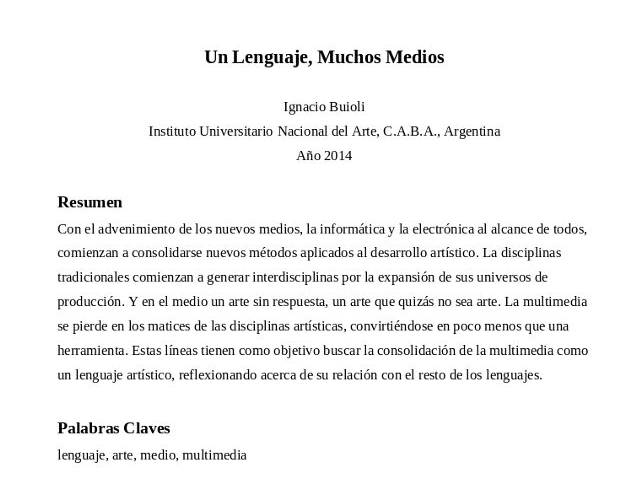 Un Lenguaje, Muchos Medios
Ignacio Buioli
Instituto Universitario Nacional del Arte, C.A.B.A., Argentina
Año 2014
Resumen
Con el advenimiento de los nuevos medios, la informática y la electrónica al alcance de todos,
comienzan a consolidarse nuevos métodos aplicados al desarrollo artístico. La disciplinas
tradicionales comienzan a generar interdisciplinas por la expansión de sus universos de
producción. Y en el medio un arte sin respuesta, un arte que quizás no sea arte. La multimedia
se pierde en los matices de las disciplinas artísticas, convirtiéndose en poco menos que una
herramienta. Estas líneas tienen como objetivo buscar la consolidación de la multimedia como
un lenguaje artístico, reflexionando acerca de su relación con el resto de los lenguajes.
Palabras Claves
lenguaje, arte, medio, multimedia